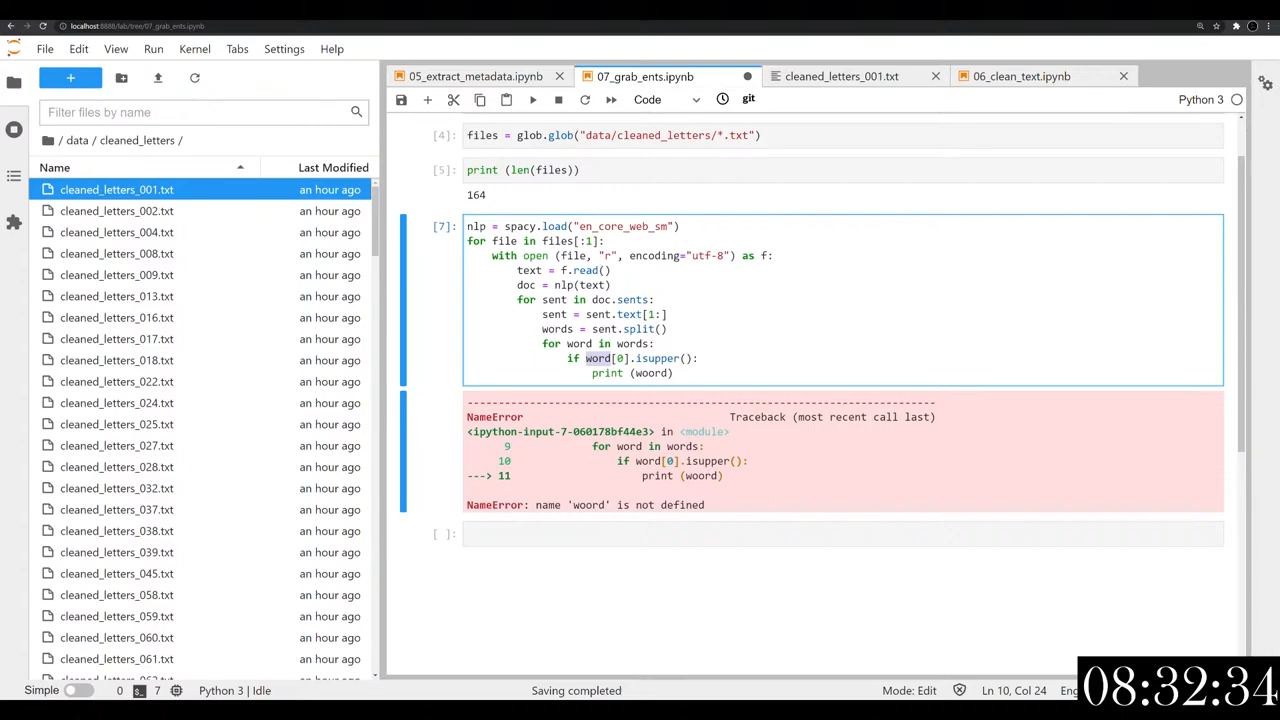 localhost:8888/lab/tree/07_grab_ents.ipynb
File Edit View Run Kernel Tabs Settings Help
+
Filter files by name
/ data / cleaned_letters /
Name Last Modified
cleaned_letters_001.txt an hour ago
cleaned_letters_002.txt an hour ago
cleaned_letters_004.txt an hour ago
cleaned_letters_008.txt an hour ago
cleaned_letters_009.txt an hour ago
cleaned_letters_013.txt an hour ago
cleaned_letters_016.txt an hour ago
cleaned_letters_017.txt an hour ago
cleaned_letters_018.txt an hour ago
cleaned_letters_022.txt an hour ago
cleaned_letters_024.txt an hour ago
cleaned_letters_025.txt an hour ago
cleaned_letters_027.txt an hour ago
cleaned_letters_028.txt an hour ago
cleaned_letters_032.txt an hour ago
cleaned_letters_037.txt an hour ago
cleaned_letters_038.txt an hour ago
cleaned_letters_039.txt an hour ago
cleaned_letters_045.txt an hour ago
cleaned_letters_058.txt an hour ago
cleaned_letters_059.txt an hour ago
cleaned_letters_060.txt an hour ago
cleaned_letters_061.txt an hour ago
05_extract_metadata.ipynb 07_grab_ents.ipynb cleaned_letters_001.txt 06_clean_text.ipynb
Code git Python 3
[4]: files = glob.glob("data/cleaned_letters/*.txt")
[5]: print (len(files))
164
[7]: nlp = spacy.load("en_core_web_sm")
for file in files[:1]:
with open (file, "r", encoding="utf-8") as f:
text = f.read()
doc = nlp(text)
for sent in doc.sents:
sent = sent.text[1:]
words = sent.split()
for word in words:
if word[0].isupper():
print (woord)
---------------------------------------------------------------------------
NameError Traceback (most recent call last)
<ipython-input-7-060178bf44e3> in <module>
9 for word in words:
10 if word[0].isupper():
---> 11 print (woord)
NameError: name 'woord' is not defined
[ ]:
Simple 0 $_ 7 Python 3 | Idle Saving completed Mode: Edit Ln 10, Col 24
08:32:34